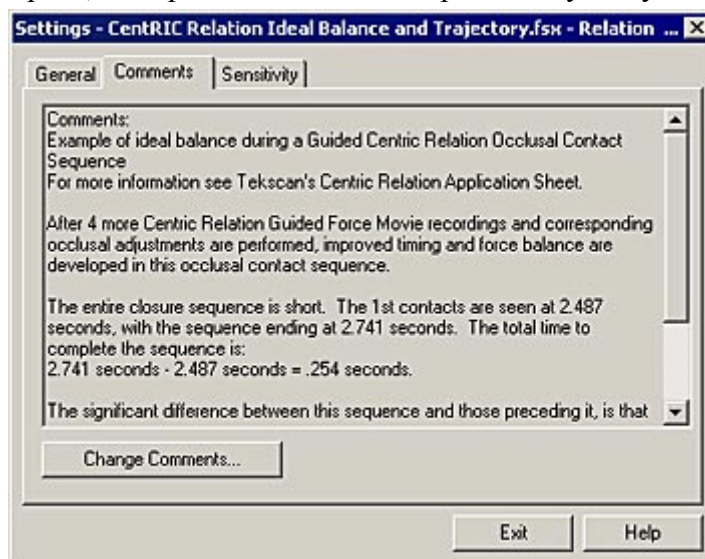 Settings - CentRIC Relation Ideal Balance and Trajectory.fsx - Relation ...
General Comments Sensitivity
Comments:
Example of ideal balance during a Guided Centric Relation Occlusal Contact
Sequence
For more information see Tekscan's Centric Relation Application Sheet.
After 4 more Centric Relation Guided Force Movie recordings and corresponding
occlusal adjustments are performed, improved timing and force balance are
developed in this occlusal contact sequence.
The entire closure sequence is short. The 1st contacts are seen at 2.487
seconds, with the sequence ending at 2.741 seconds. The total time to
complete the sequence is:
2.741 seconds - 2.487 seconds = .254 seconds.
The significant difference between this sequence and those preceding it, is that
Change Comments...
Exit Help